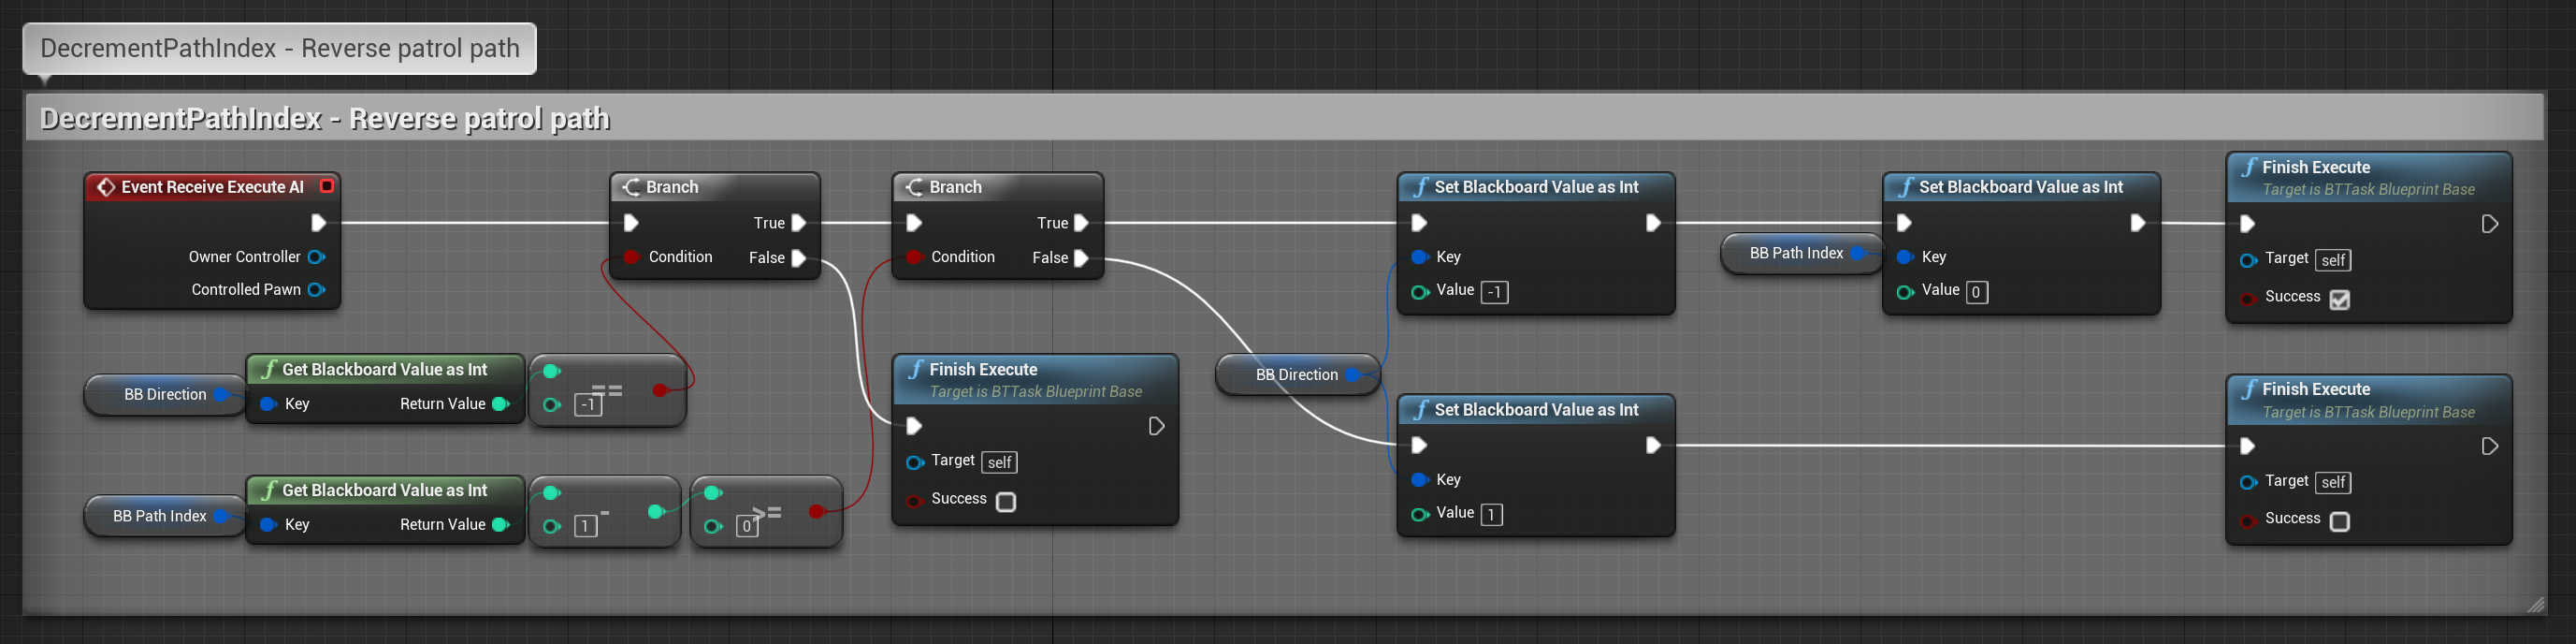 DecrementPathIndex - Reverse patrol path
DecrementPathIndex - Reverse patrol path
Event Receive Execute AI
Owner Controller
Controlled Pawn
Branch
True
Condition
False
Branch
True
Condition
False
Set Blackboard Value as Int
Key
Value -1
BB Path Index
Set Blackboard Value as Int
Key
Value 0
Finish Execute
Target is BTTask Blueprint Base
Target self
Success
BB Direction
Get Blackboard Value as Int
Key
Return Value
==
-1
Finish Execute
Target is BTTask Blueprint Base
Target self
Success
BB Direction
Set Blackboard Value as Int
Key
Value 1
Finish Execute
Target is BTTask Blueprint Base
Target self
Success
BB Path Index
Get Blackboard Value as Int
Key
Return Value
-
1
>=
0